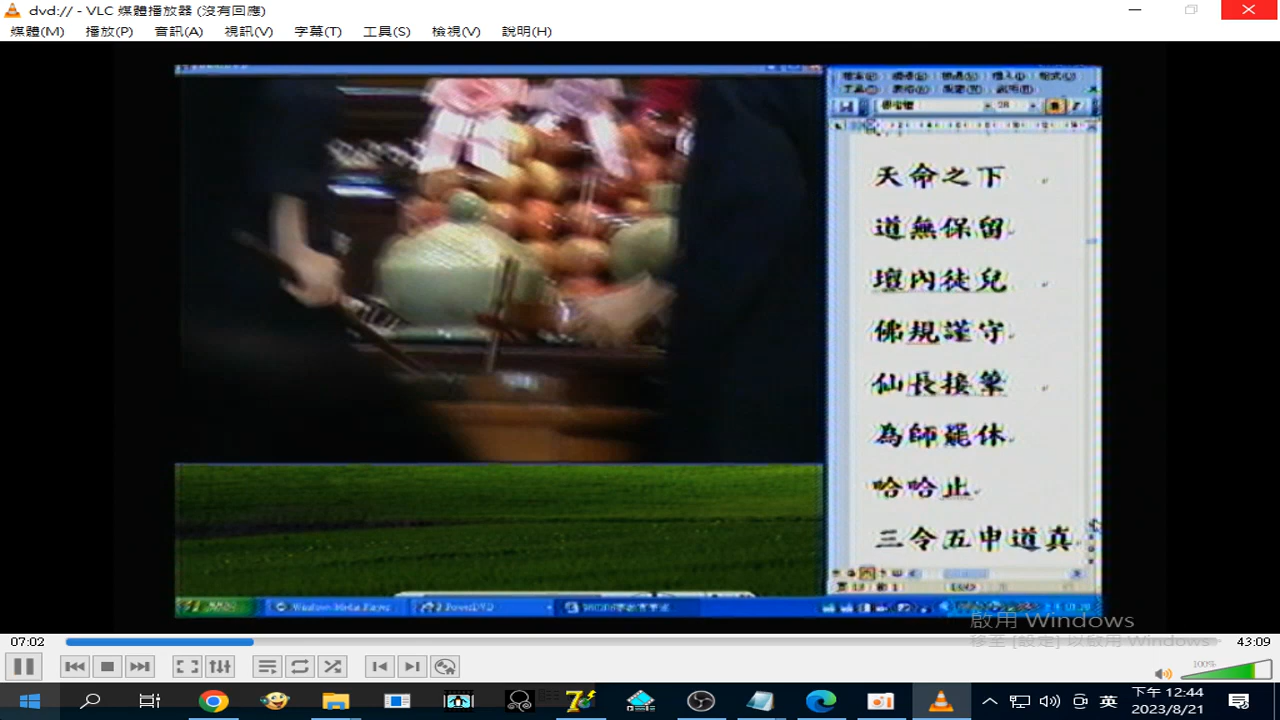 dvd:// - VLC 媒體播放器 (沒有回應)
媒體(M) 播放(P) 音訊(A) 視訊(V) 字幕(T) 工具(S) 檢視(V) 說明(H)
天命之下
道無保留
壇內徒兒
佛規謹守
仙長接筆
為師罷休
哈哈止
三令五申道真
Windows Media Player
PowerDVD
啟用 Windows
移至 [設定] 以啟用 Windows。
07:02
43:09
100%
英
下午 12:44
2023/8/21